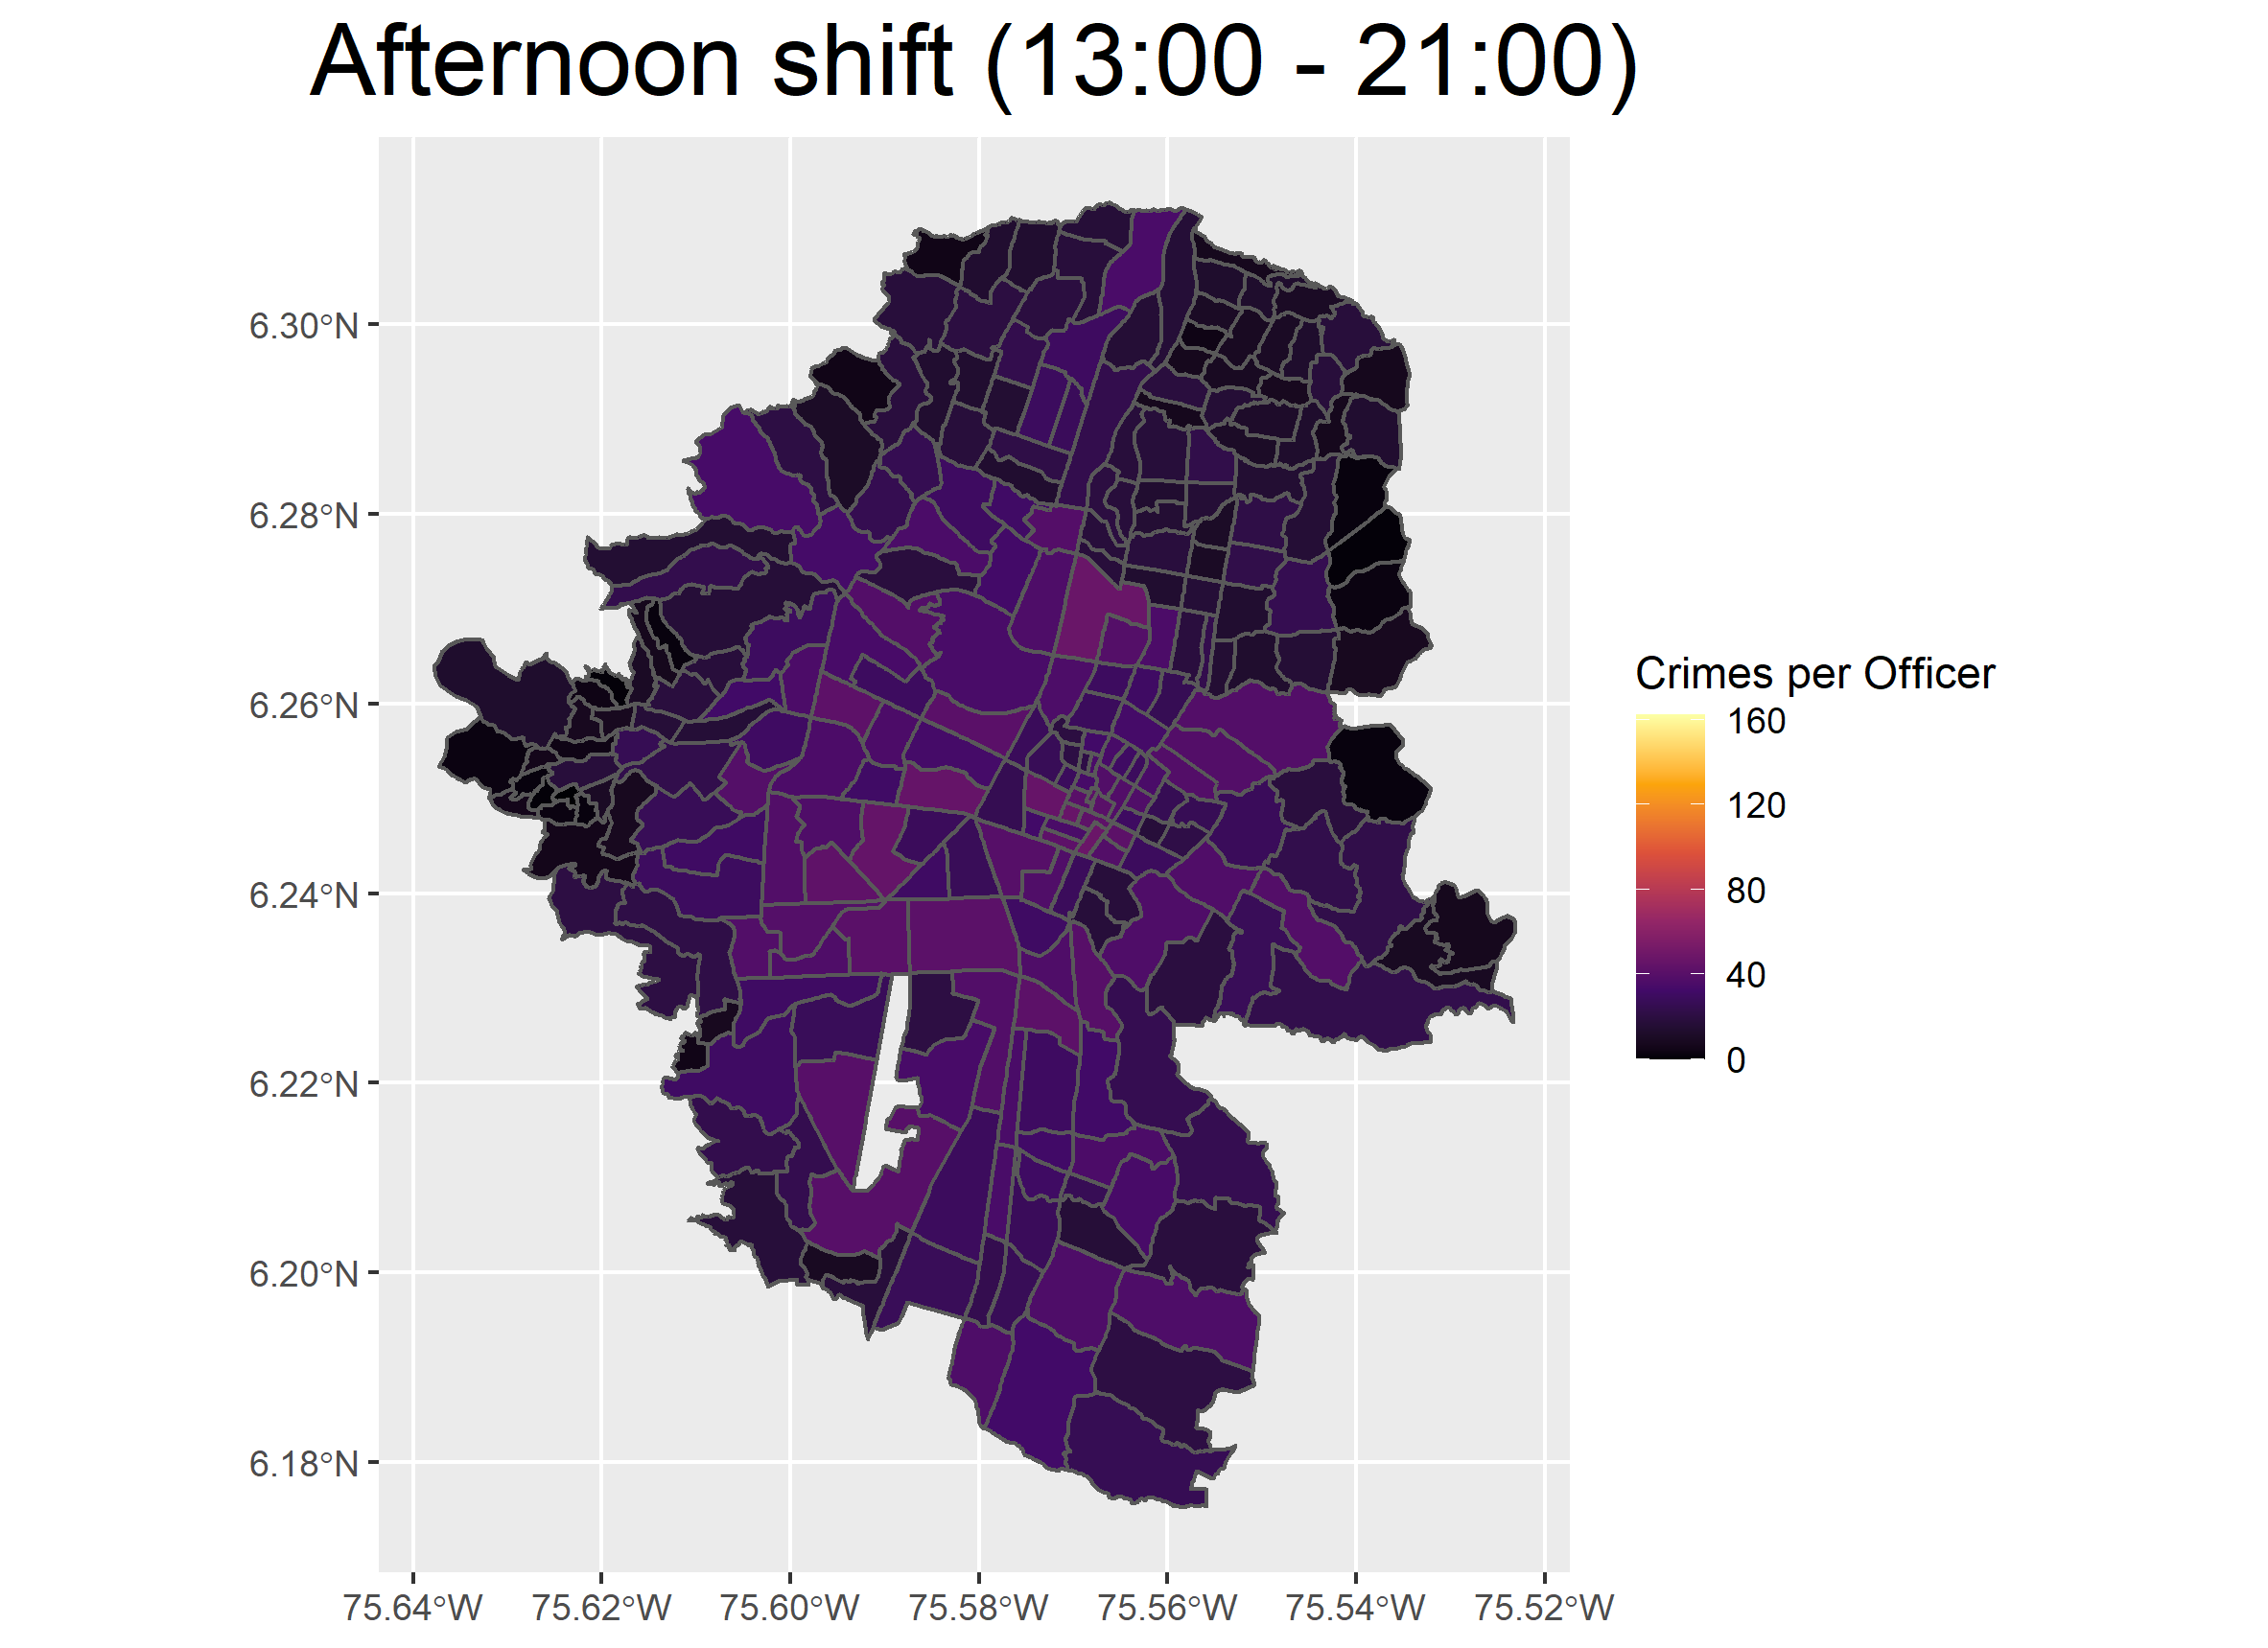 Afternoon shift (13:00 - 21:00)
6.30°N
6.28°N
6.26°N
6.24°N
6.22°N
6.20°N
6.18°N
75.64°W 75.62°W 75.60°W 75.58°W 75.56°W 75.54°W 75.52°W
Crimes per Officer
160
120
80
40
0